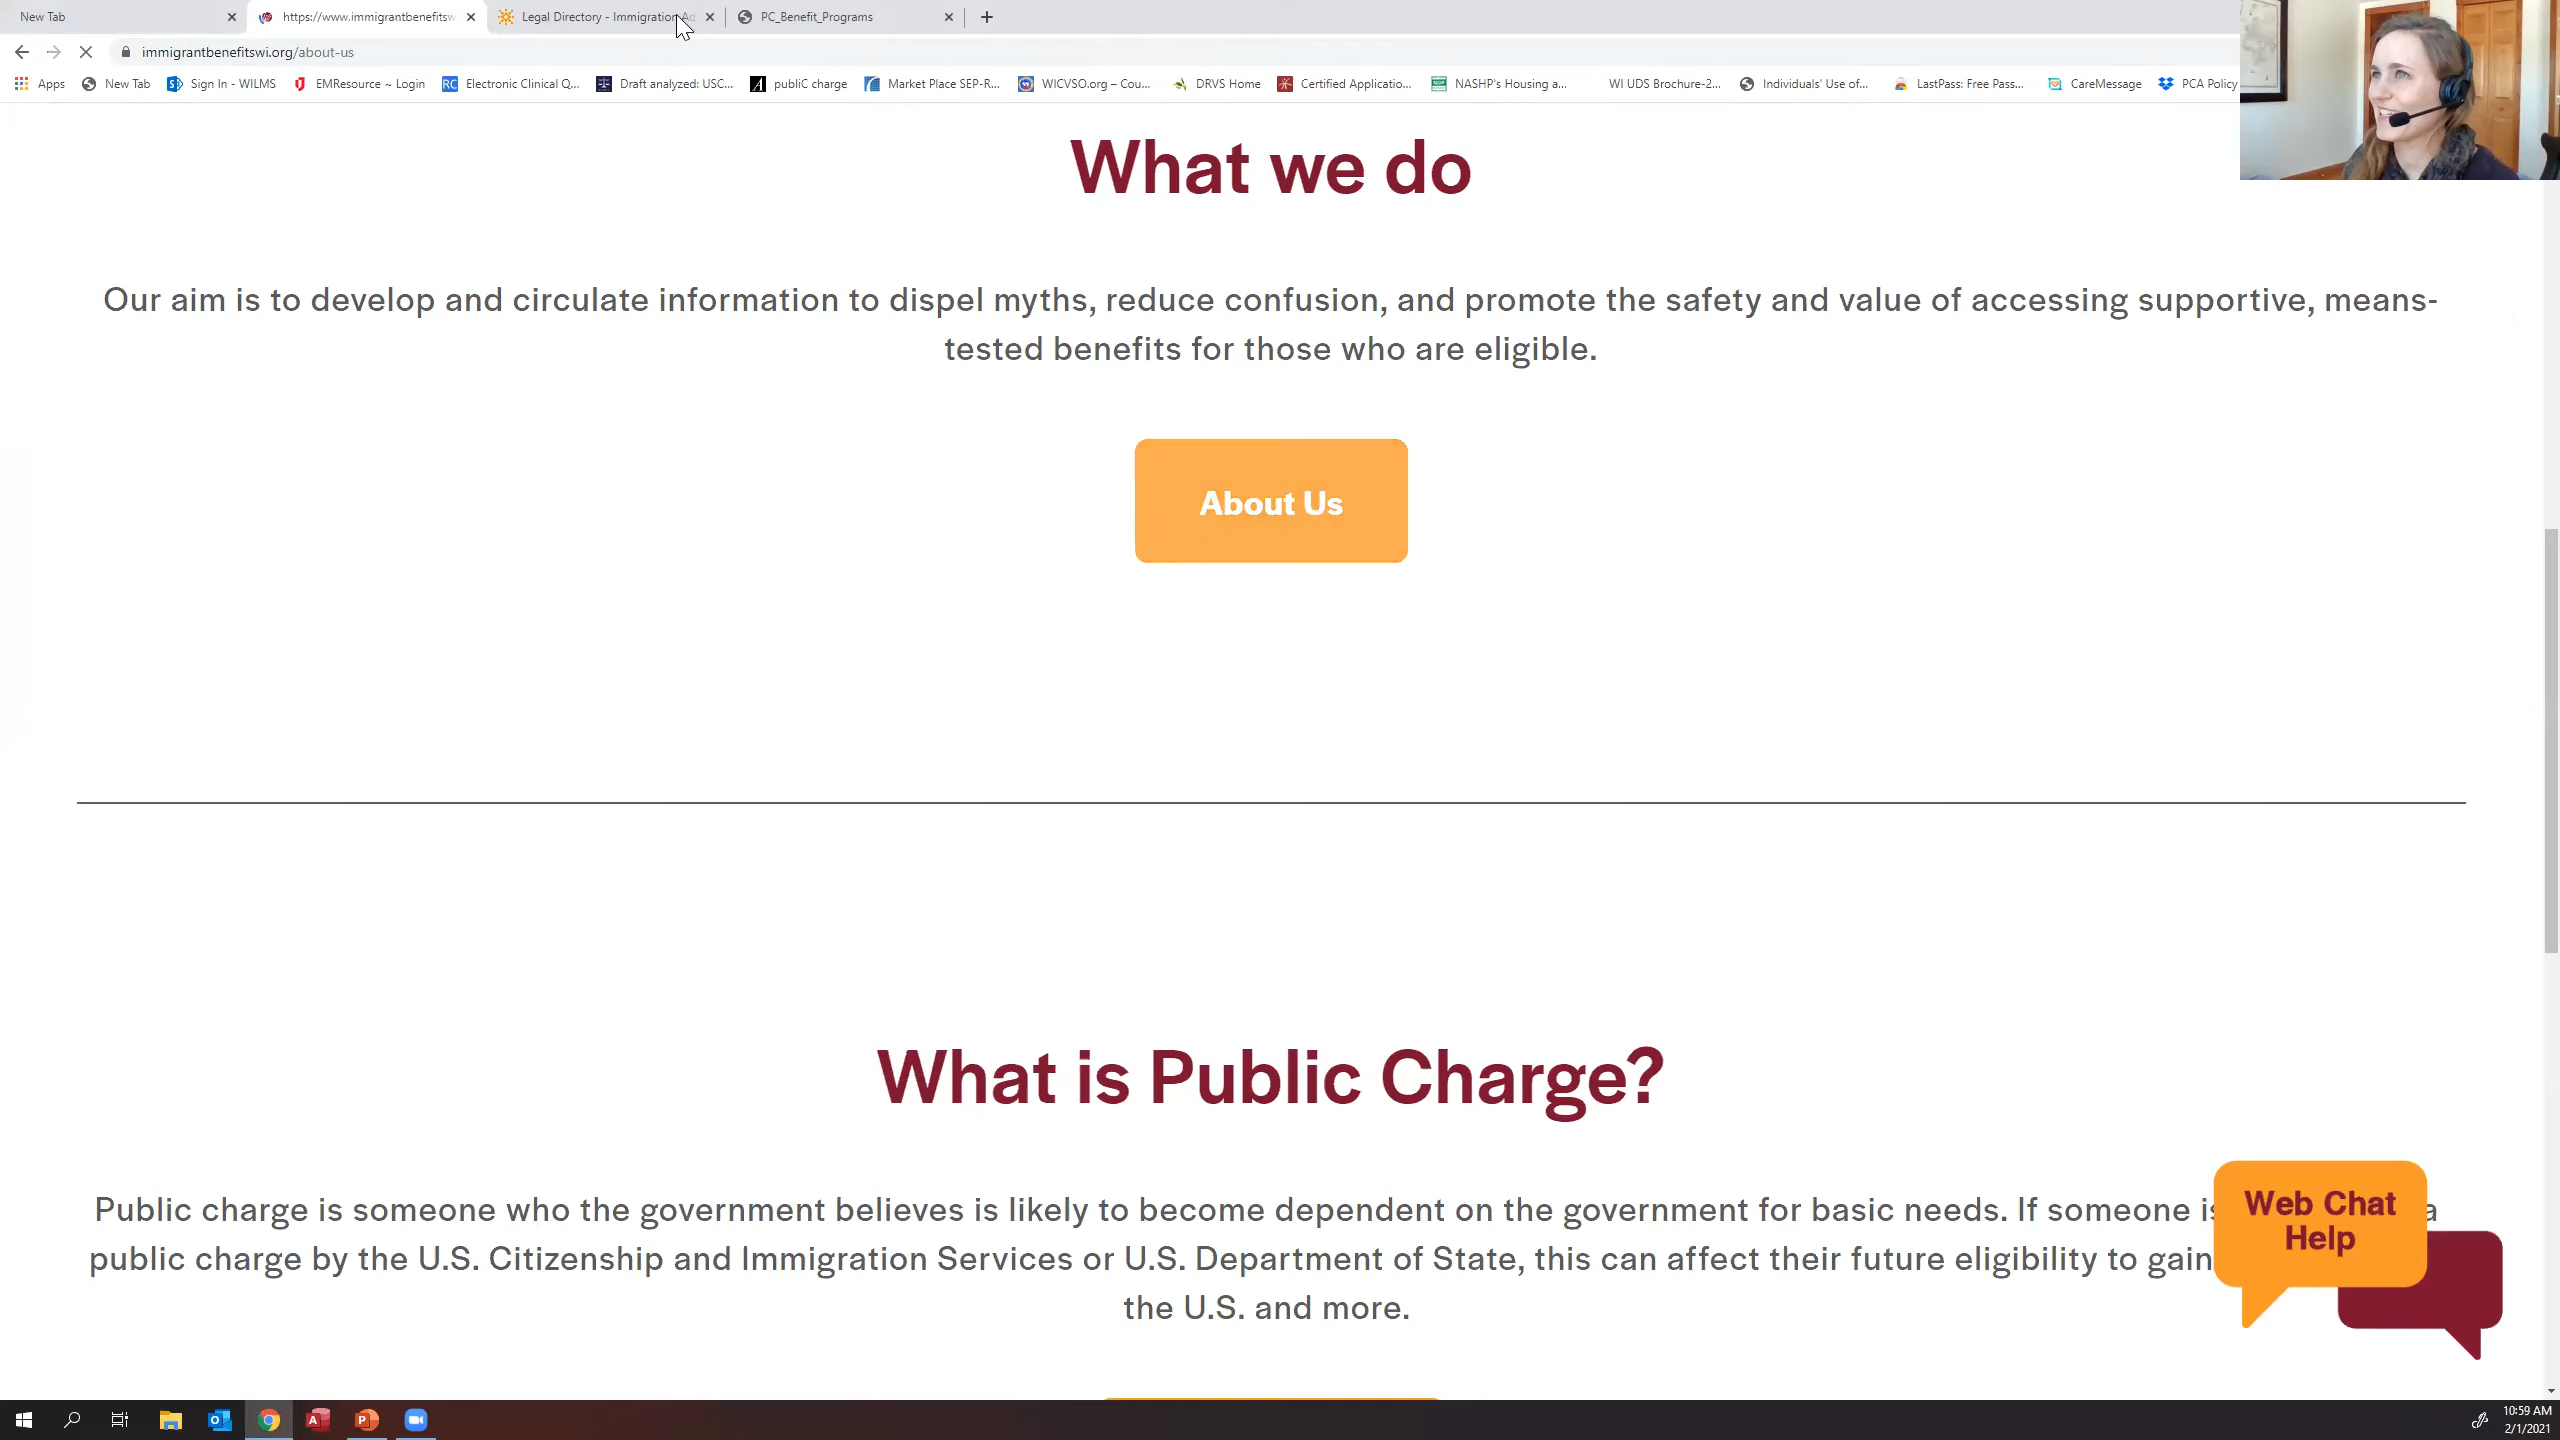 New Tab
https://www.immigrantbenefitsw
Legal Directory - Immigration Ad
PC_Benefit_Programs
immigrantbenefitswi.org/about-us
Apps
New Tab
Sign In - WILMS
EMResource ~ Login
RC
Electronic Clinical Q...
Draft analyzed: USC...
publiC charge
Market Place SEP-R...
WICVSO.org – Cou...
DRVS Home
Certified Applicatio...
NASHP's Housing a...
WI UDS Brochure-2...
Individuals' Use of...
LastPass: Free Pass...
CareMessage
PCA Policy
What we do
Our aim is to develop and circulate information to dispel myths, reduce confusion, and promote the safety and value of accessing supportive, means-
tested benefits for those who are eligible.
About Us
What is Public Charge?
Public charge is someone who the government believes is likely to become dependent on the government for basic needs. If someone is a
public charge by the U.S. Citizenship and Immigration Services or U.S. Department of State, this can affect their future eligibility to gain
the U.S. and more.
Web Chat
Help
10:59 AM
2/1/2021